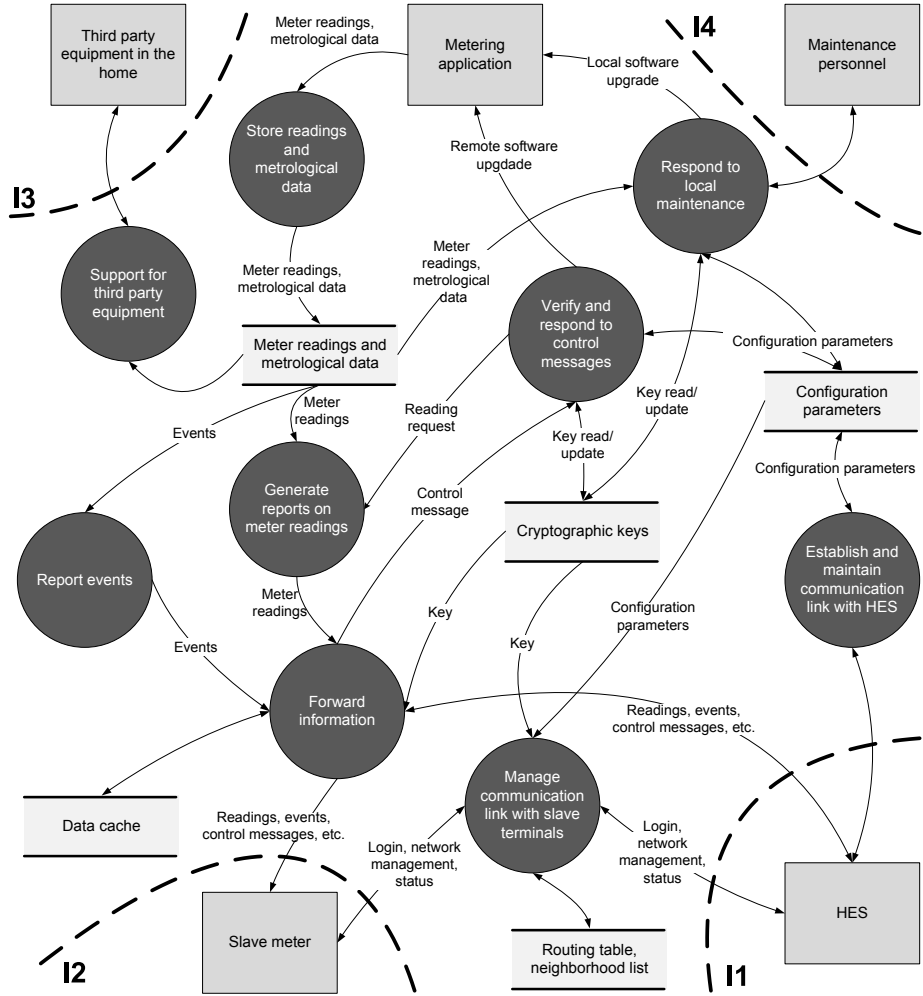 Third party
equipment in the
home
Meter readings,
metrological data
Metering
application
Local software
upgrade
I4
Maintenance
personnel
Store readings
and
metrological
data
Remote software
upgdade
Respond to
local
maintenance
I3
Support for
third party
equipment
Meter readings,
metrological data
Meter
readings,
metrological
data
Verify and
respond to
control
messages
Configuration parameters
Meter readings and
metrological data
Configuration
parameters
Meter
readings
Reading
request
Key read/
update
Key read/
update
Events
Configuration parameters
Generate
reports on
meter readings
Control
message
Cryptographic keys
Report events
Establish and
maintain
communication
link with HES
Meter
readings
Key
Configuration
parameters
Key
Events
Forward
information
Readings, events,
control messages, etc.
Manage
communication
link with slave
terminals
Data cache
Readings, events,
control messages, etc.
Login, network
management,
status
Login,
network
management,
status
Slave meter
HES
Routing table,
neighborhood list
I2
I1